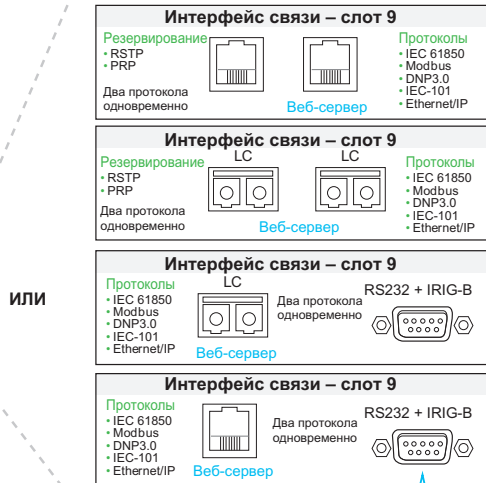 Интерфейс связи – слот 9
Резервирование
• RSTP
• PRP
Два протокола
одновременно
Веб-сервер
Протоколы
• IEC 61850
• Modbus
• DNP3.0
• IEC-101
• Ethernet/IP
Интерфейс связи – слот 9
Резервирование
• RSTP
• PRP
Два протокола
одновременно
LC
LC
Веб-сервер
Протоколы
• IEC 61850
• Modbus
• DNP3.0
• IEC-101
• Ethernet/IP
или
Интерфейс связи – слот 9
Протоколы
• IEC 61850
• Modbus
• DNP3.0
• IEC-101
• Ethernet/IP
LC
Веб-сервер
Два протокола
одновременно
RS232 + IRIG-B
Интерфейс связи – слот 9
Протоколы
• IEC 61850
• Modbus
• DNP3.0
• IEC-101
• Ethernet/IP
Веб-сервер
Два протокола
одновременно
RS232 + IRIG-B